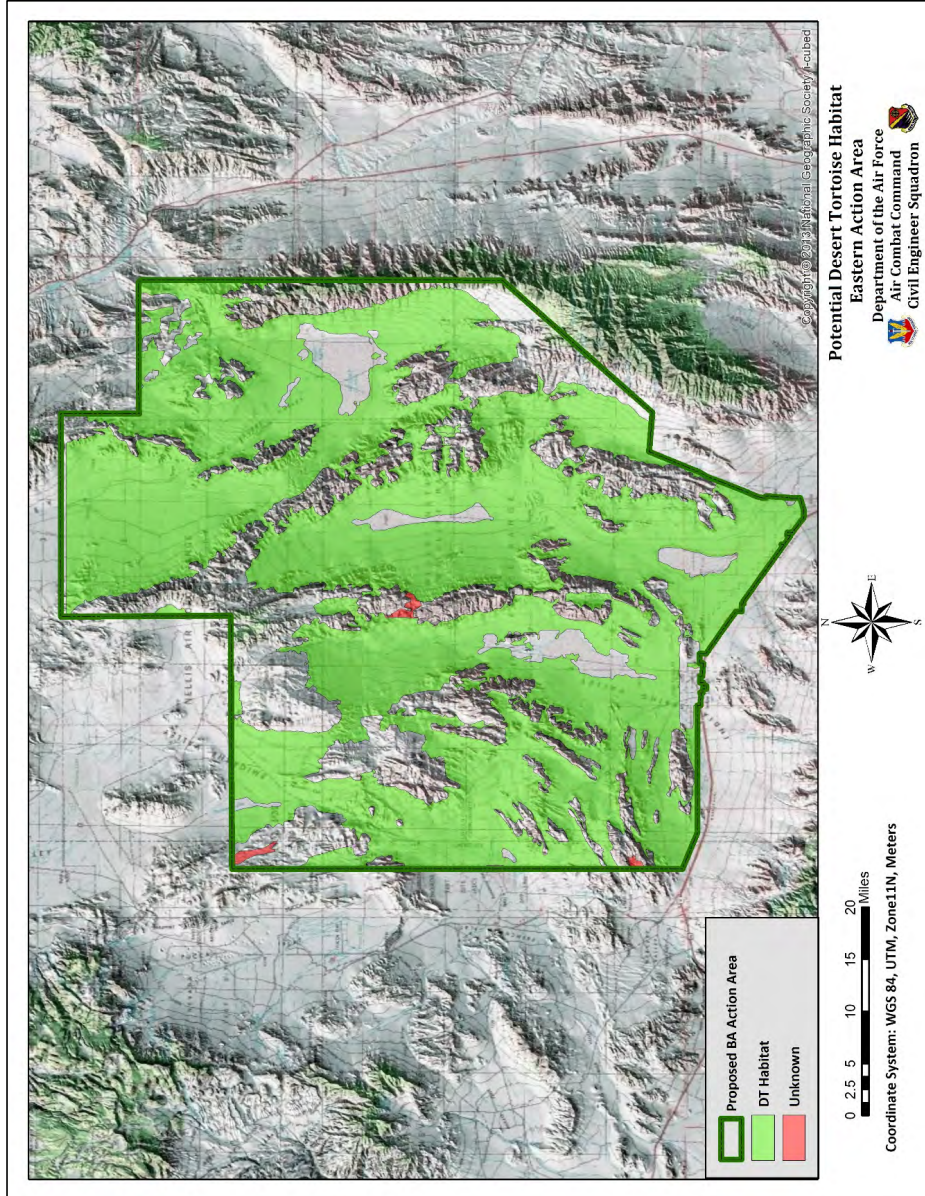 NELLIS AIR
Copyright © 2013 National Geographic Society, i-cubed
Proposed BA Action Area
DT Habitat
Unknown
0 2.5 5 10 15 20
Miles
Coordinate System: WGS 84, UTM, Zone11N, Meters
N
W
E
S
Potential Desert Tortoise Habitat
Eastern Action Area
Department of the Air Force
Air Combat Command
Civil Engineer Squadron